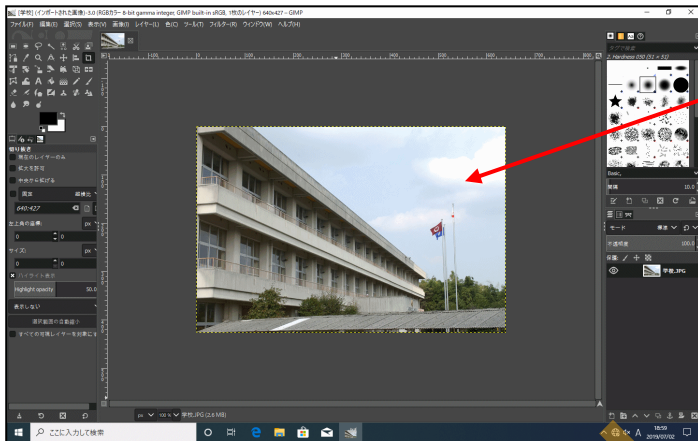 [学校] (インポートされた画像)-3.0 (RGBカラー 8-bit gamma integer, GIMP built-in sRGB, 1枚のレイヤー) 640x427 – GIMP
ファイル(F) 編集(E) 選択(S) 表示(V) 画像(I) レイヤー(L) 色(C) ツール(T) フィルター(R) ウィンドウ(W) ヘルプ(H)
タグで検索
2. Hardness 050 (51 × 51)
切り抜き
現在のレイヤーのみ
拡大を許可
中央から拡げる
固定 縦横比
640:427
左上角の座標: px
0 0
サイズ: px
0 0
ハイライト表示
Highlight opacity 50.0
表示しない
選択範囲の自動縮小
すべての可視レイヤーを対象にす
Basic,
間隔 10.0
モード 標準
不透明度 100.0
保護:
学校.JPG
px 100 % 学校.JPG (2.6 MB)
ここに入力して検索
A 16:59
2019/07/02